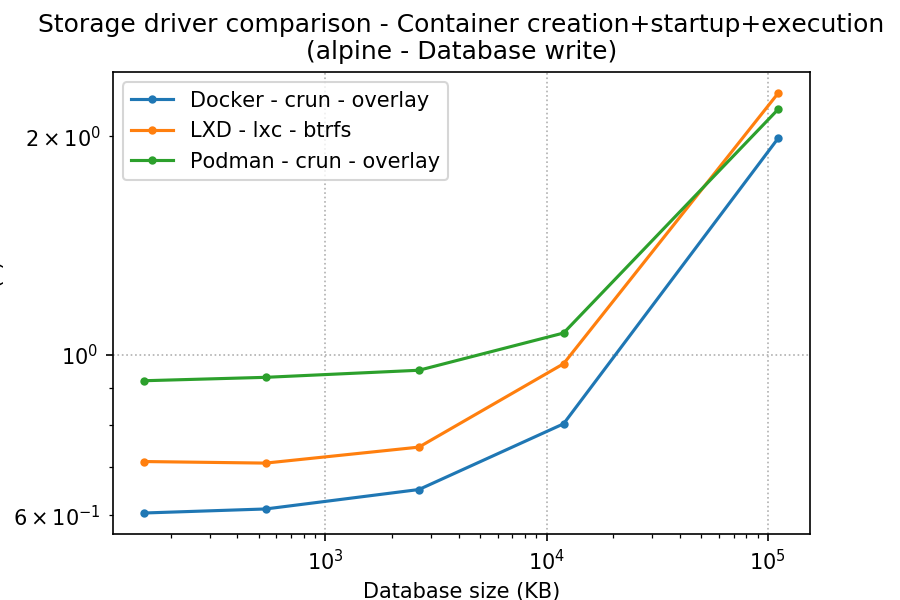 Storage driver comparison - Container creation+startup+execution
(alpine - Database write)
Docker - crun - overlay
LXD - lxc - btrfs
Podman - crun - overlay
2 × 10⁰
10⁰
6 × 10⁻¹
10³ 10⁴ 10⁵
Database size (KB)